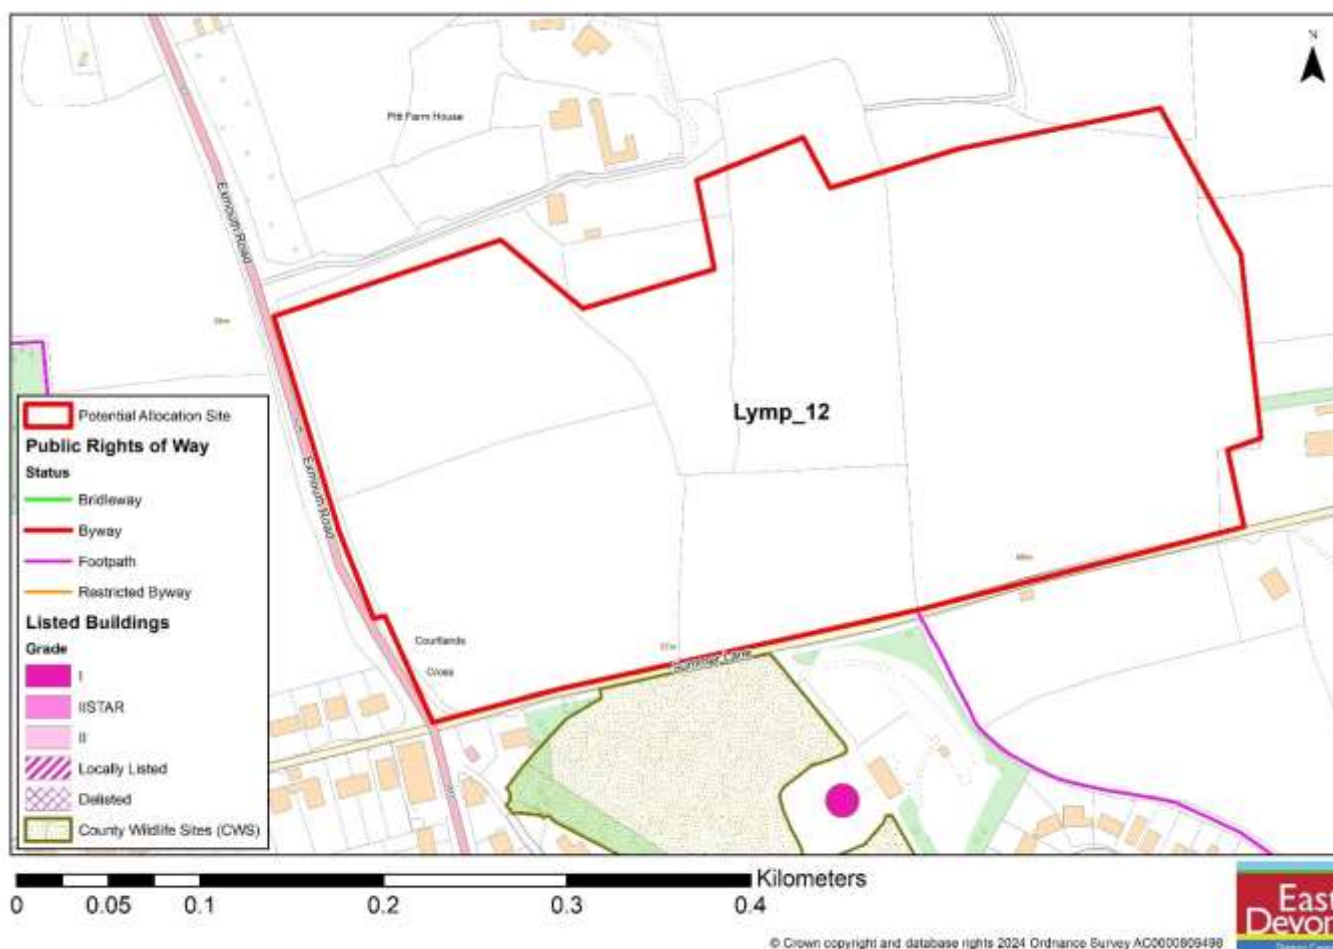 N
Pitt Farm House
Exmouth Road
Lymp_12
Exmouth Road
Courtlands
Cross
Summer Lane
Potential Allocation Site
Public Rights of Way
Status
Bridleway
Byway
Footpath
Restricted Byway
Listed Buildings
Grade
I
IISTAR
II
Locally Listed
Delisted
County Wildlife Sites (CWS)
Kilometers
0 0.05 0.1 0.2 0.3 0.4
East
Devon
© Crown copyright and database rights 2024 Ordnance Survey